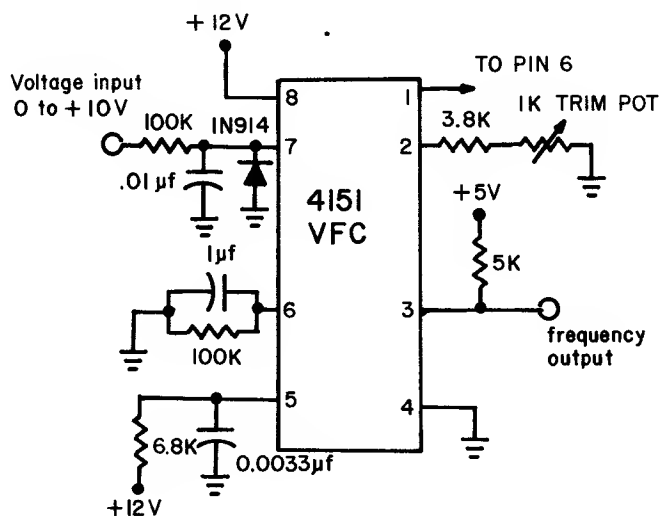 +12V
TO PIN 6
Voltage input
0 to +10V
1K TRIM POT
8
1
100K
1N914
7
2
3.8K
.01 µf
4151
VFC
+5V
5K
1µf
6
3
100K
frequency
output
5
4
6.8K
0.0033µf
+12V